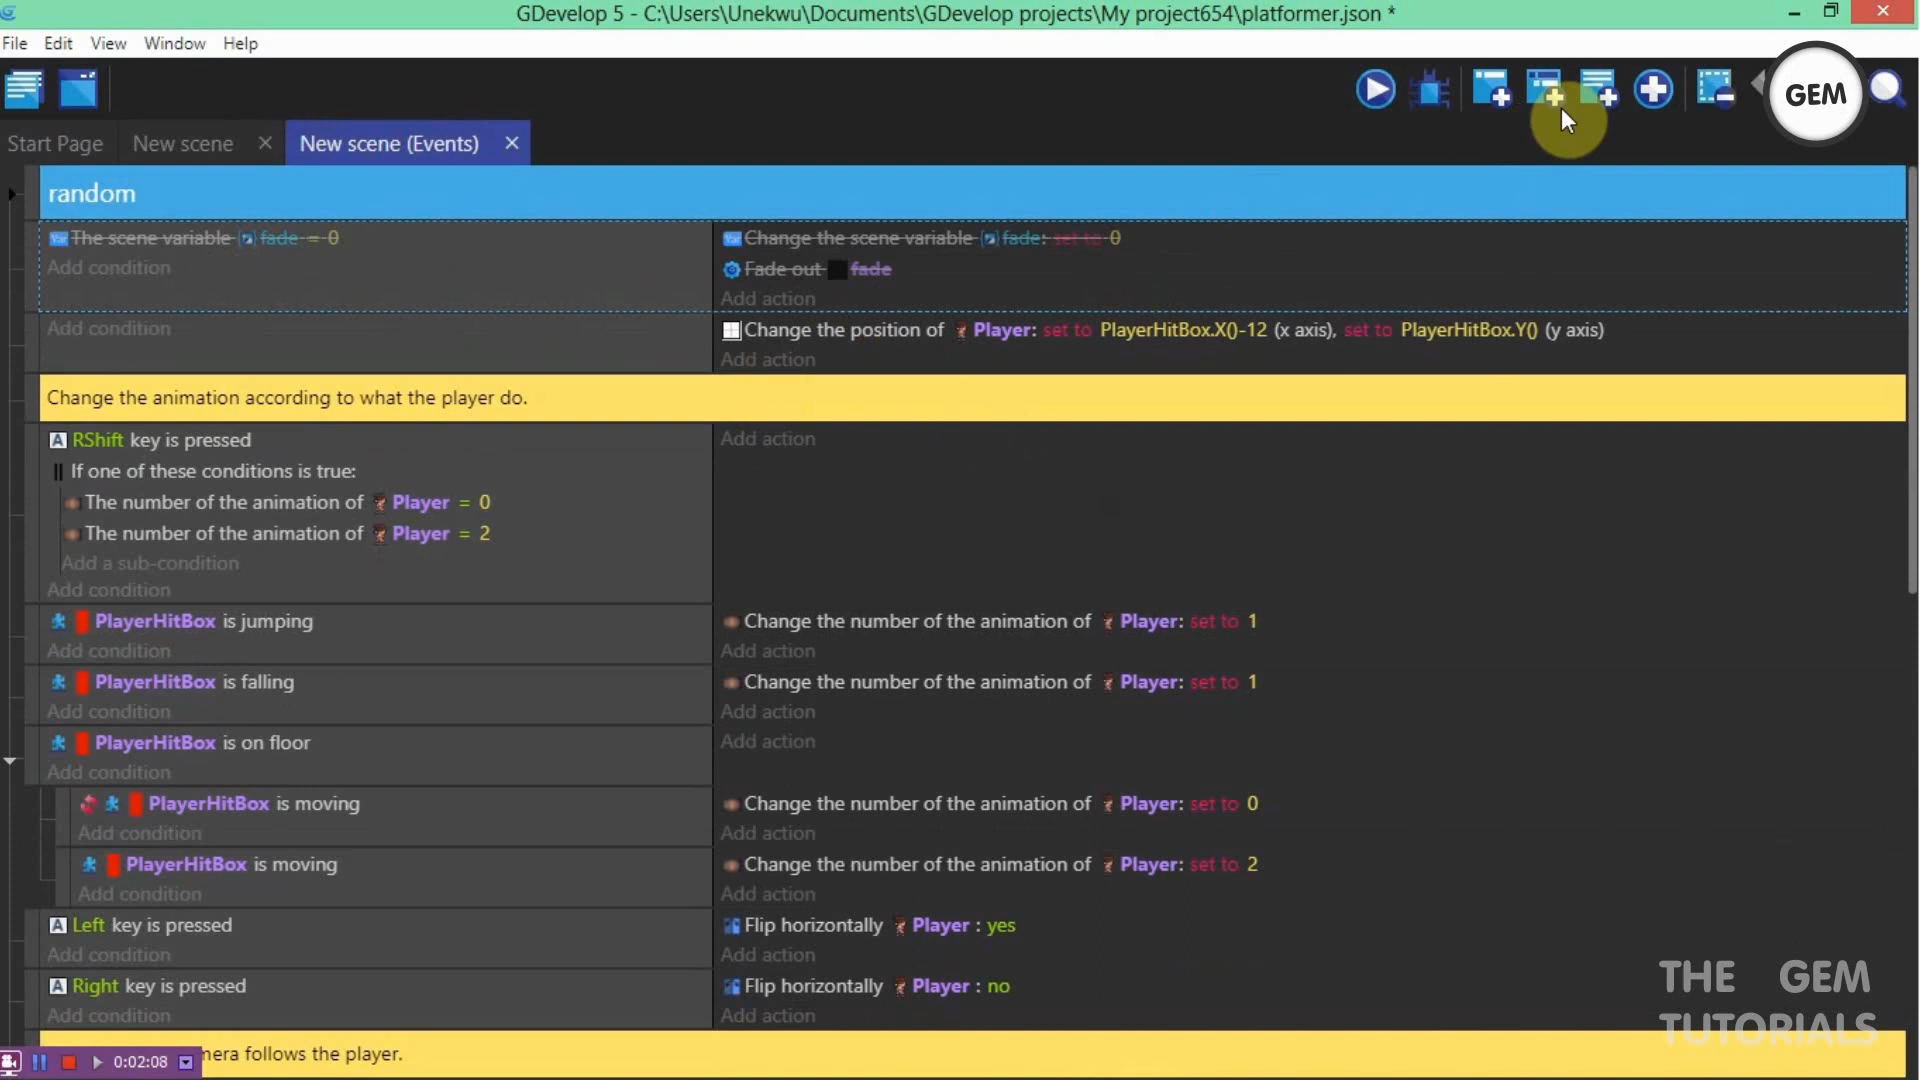 GDevelop 5 - C:\Users\Unekwu\Documents\GDevelop projects\My project654\platformer.json *
File Edit View Window Help
GEM
Start Page New scene × New scene (Events) ×
random
The scene variable fade = 0 Change the scene variable fade: set to 0
Add condition Fade out fade
Add action
Add condition Change the position of Player: set to PlayerHitBox.X()-12 (x axis), set to PlayerHitBox.Y() (y axis)
Add action
Change the animation according to what the player do.
RShift key is pressed Add action
If one of these conditions is true:
The number of the animation of Player = 0
The number of the animation of Player = 2
Add a sub-condition
Add condition
PlayerHitBox is jumping Change the number of the animation of Player: set to 1
Add condition Add action
PlayerHitBox is falling Change the number of the animation of Player: set to 1
Add condition Add action
PlayerHitBox is on floor Add action
Add condition
PlayerHitBox is moving Change the number of the animation of Player: set to 0
Add condition Add action
PlayerHitBox is moving Change the number of the animation of Player: set to 2
Add condition Add action
Left key is pressed Flip horizontally Player : yes
Add condition Add action
Right key is pressed Flip horizontally Player : no
Add condition Add action
THE GEM
TUTORIALS
0:02:08 mera follows the player.